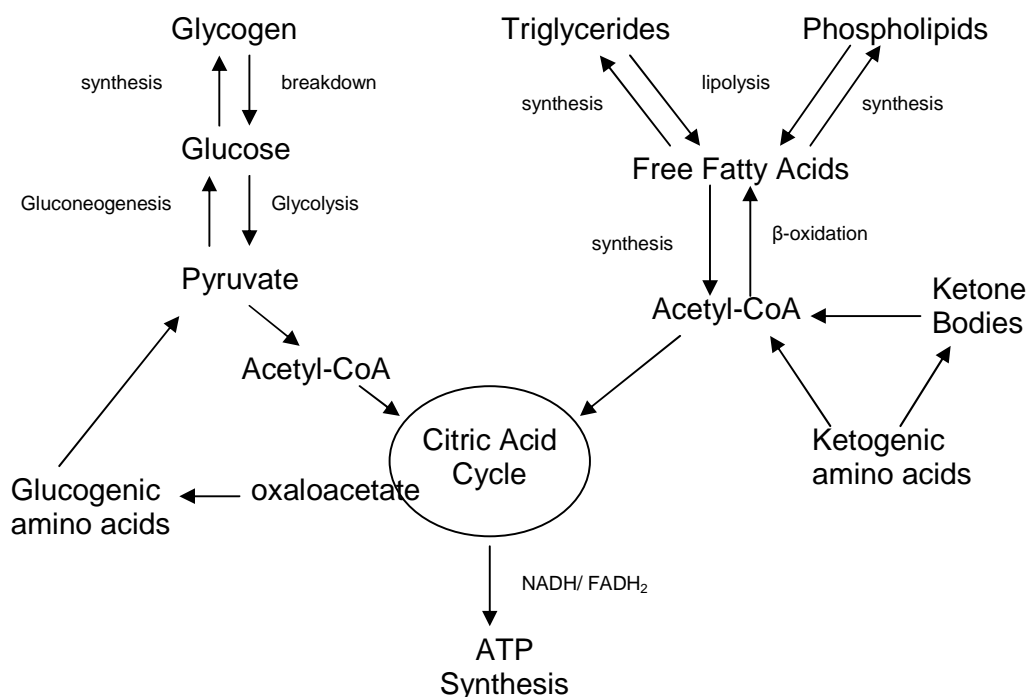 Glycogen
Triglycerides
Phospholipids
synthesis
breakdown
lipolysis
synthesis
synthesis
Glucose
Free Fatty Acids
Gluconeogenesis
Glycolysis
synthesis
β-oxidation
Pyruvate
Acetyl-CoA
Ketone
Bodies
Acetyl-CoA
Citric Acid
Cycle
Ketogenic
amino acids
Glucogenic
amino acids
oxaloacetate
NADH/ FADH₂
ATP
Synthesis